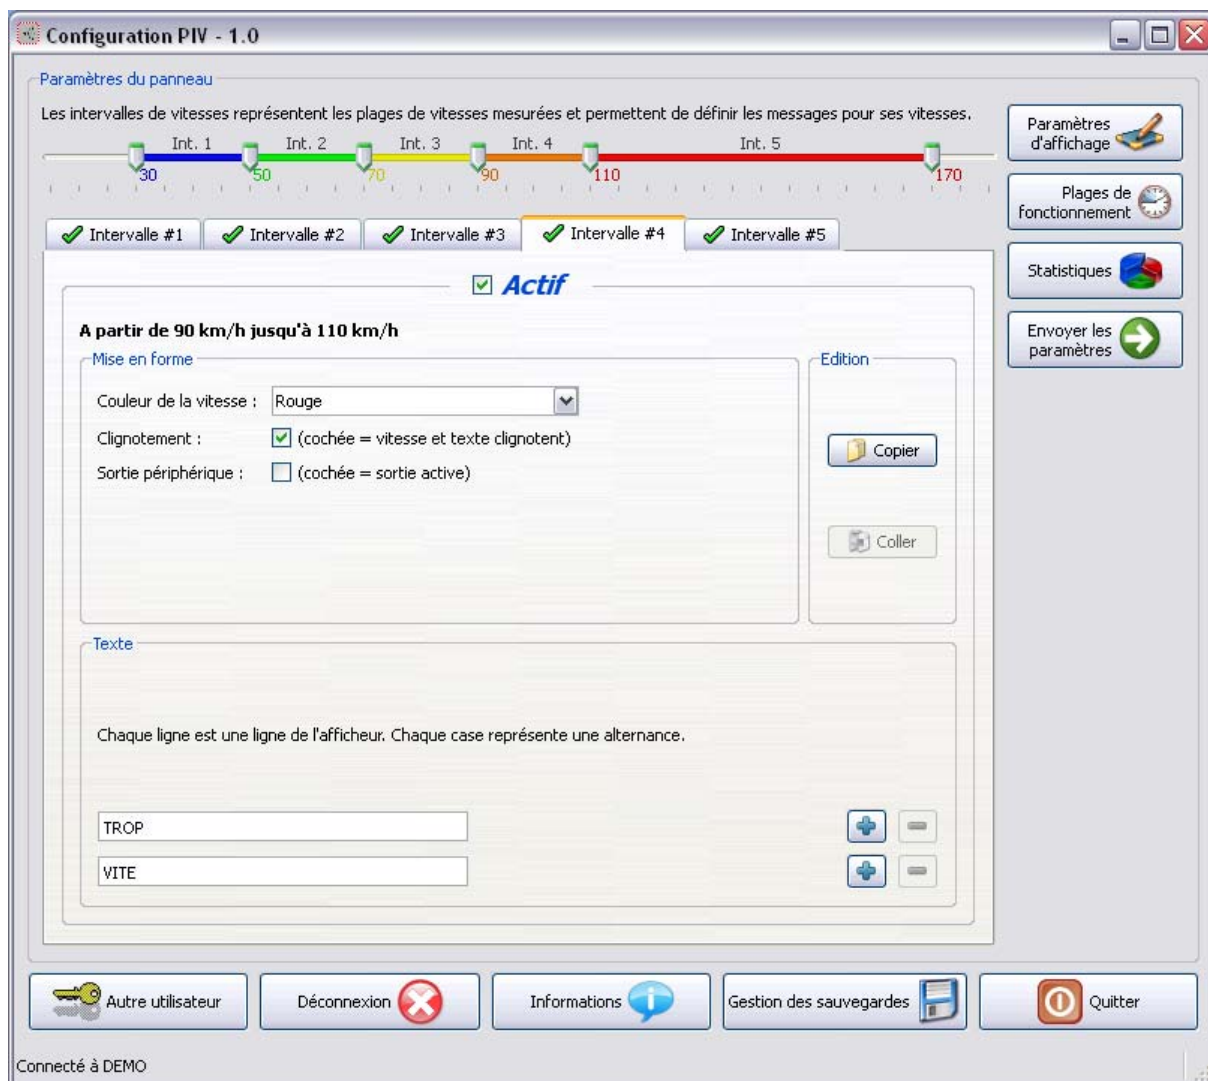 Configuration PIV - 1.0
Paramètres du panneau
Les intervalles de vitesses représentent les plages de vitesses mesurées et permettent de définir les messages pour ses vitesses.
Int. 1 Int. 2 Int. 3 Int. 4 Int. 5
30 50 70 90 110 170
Paramètres
d'affichage
Plages de
fonctionnement
Statistiques
Envoyer les
paramètres
Intervalle #1 Intervalle #2 Intervalle #3 Intervalle #4 Intervalle #5
Actif
A partir de 90 km/h jusqu'à 110 km/h
Mise en forme
Couleur de la vitesse : Rouge
Clignotement : (cochée = vitesse et texte clignotent)
Sortie périphérique : (cochée = sortie active)
Edition
Copier
Coller
Texte
Chaque ligne est une ligne de l'afficheur. Chaque case représente une alternance.
TROP
VITE
Autre utilisateur Déconnexion Informations Gestion des sauvegardes Quitter
Connecté à DEMO